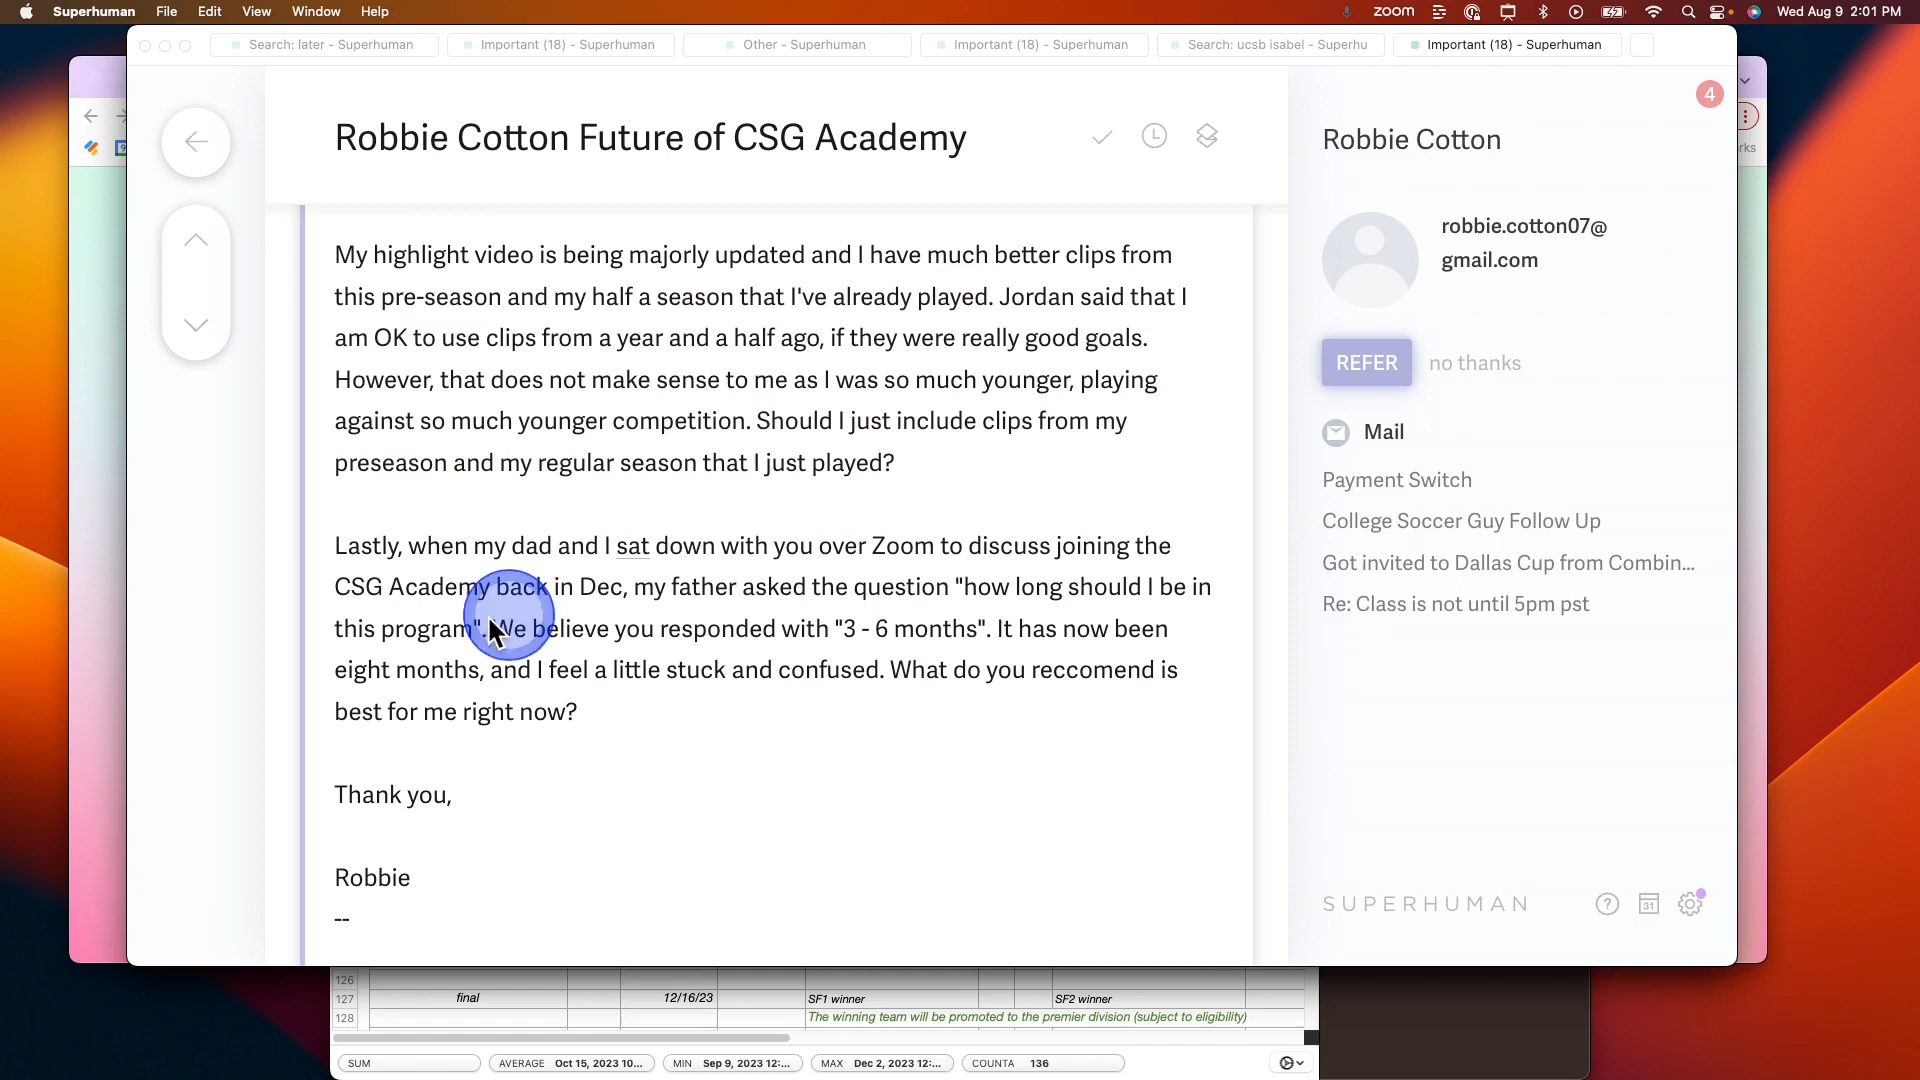 Superhuman File Edit View Window Help
zoom Wed Aug 9 2:01 PM
Search: later - Superhuman
Important (18) - Superhuman
Other - Superhuman
Important (18) - Superhuman
Search: ucsb isabel - Superhu
Important (18) - Superhuman
Robbie Cotton Future of CSG Academy
My highlight video is being majorly updated and I have much better clips from
this pre-season and my half a season that I've already played. Jordan said that I
am OK to use clips from a year and a half ago, if they were really good goals.
However, that does not make sense to me as I was so much younger, playing
against so much younger competition. Should I just include clips from my
preseason and my regular season that I just played?
Lastly, when my dad and I sat down with you over Zoom to discuss joining the
CSG Academy back in Dec, my father asked the question "how long should I be in
this program". We believe you responded with "3 - 6 months". It has now been
eight months, and I feel a little stuck and confused. What do you reccomend is
best for me right now?
Thank you,
Robbie
--
4
Robbie Cotton
robbie.cotton07@
gmail.com
REFER no thanks
Mail
Payment Switch
College Soccer Guy Follow Up
Got invited to Dallas Cup from Combin...
Re: Class is not until 5pm pst
SUPERHUMAN
31
rks
126
127 final 12/16/23 SF1 winner SF2 winner
128 The winning team will be promoted to the premier division (subject to eligibility)
SUM AVERAGE Oct 15, 2023 10... MIN Sep 9, 2023 12:... MAX Dec 2, 2023 12:... COUNTA 136